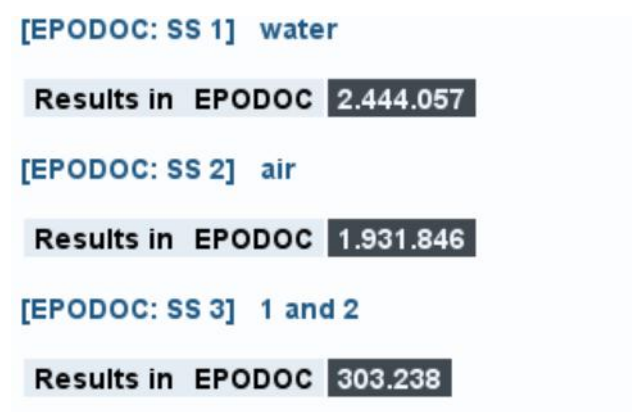 [EPODOC: SS 1] water
Results in EPODOC 2.444.057
[EPODOC: SS 2] air
Results in EPODOC 1.931.846
[EPODOC: SS 3] 1 and 2
Results in EPODOC 303.238